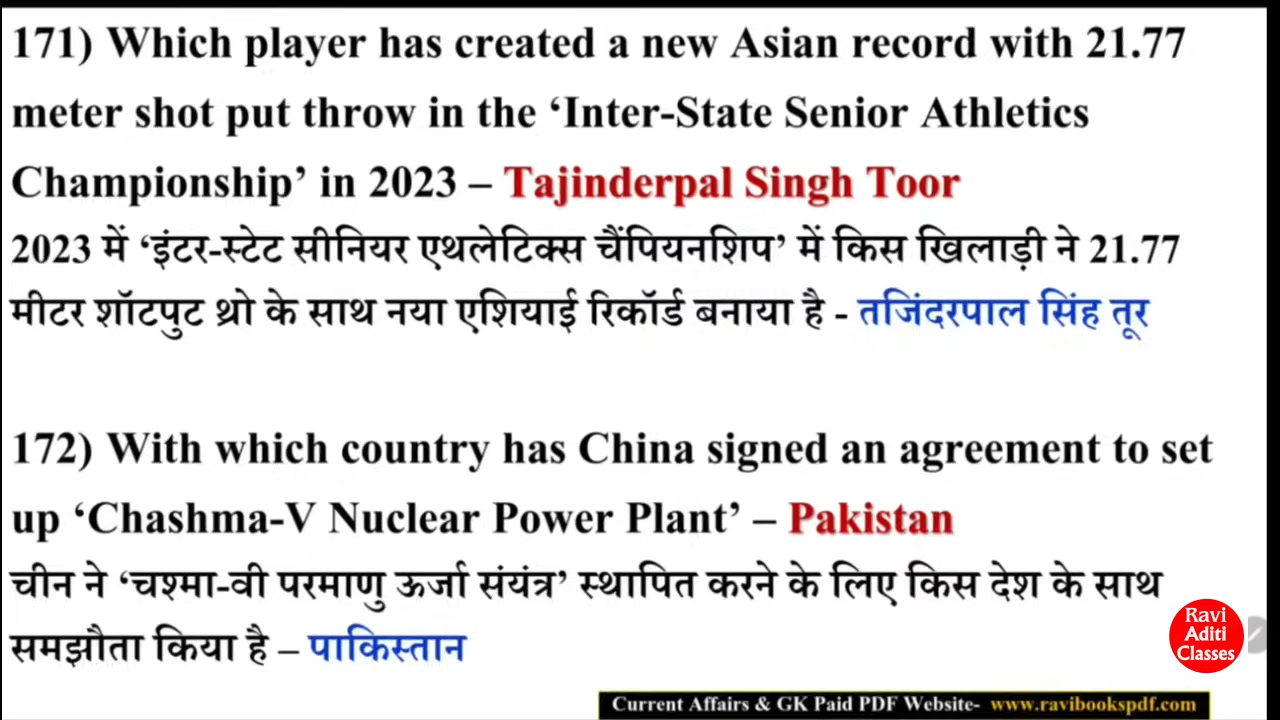 171) Which player has created a new Asian record with 21.77
meter shot put throw in the ‘Inter-State Senior Athletics
Championship’ in 2023 – Tajinderpal Singh Toor
2023 में ‘इंटर-स्टेट सीनियर एथलेटिक्स चैंपियनशिप’ में किस खिलाड़ी ने 21.77
मीटर शॉटपुट थ्रो के साथ नया एशियाई रिकॉर्ड बनाया है - तजिंदरपाल सिंह तूर
172) With which country has China signed an agreement to set
up ‘Chashma-V Nuclear Power Plant’ – Pakistan
चीन ने ‘चश्मा-वी परमाणु ऊर्जा संयंत्र’ स्थापित करने के लिए किस देश के साथ
समझौता किया है – पाकिस्तान
Ravi
Aditi
Classes
Current Affairs & GK Paid PDF Website- www.ravibookspdf.com